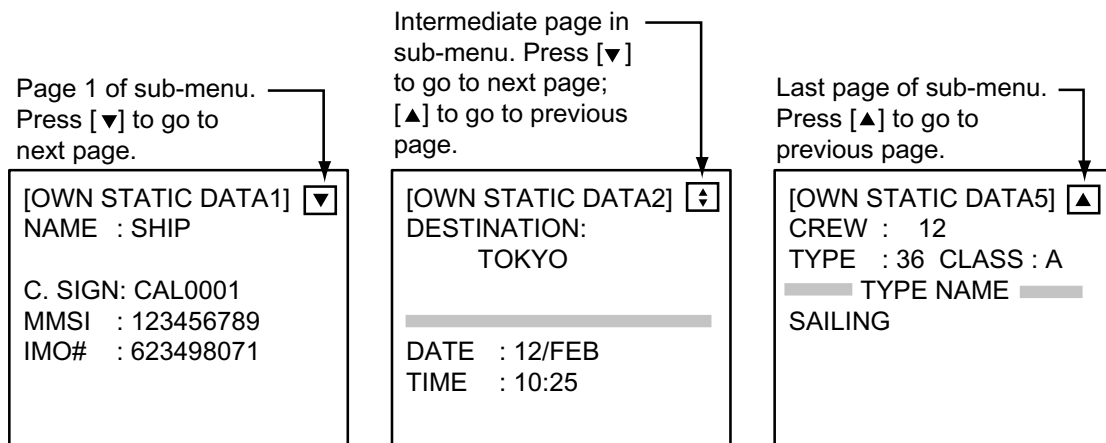 Page 1 of sub-menu.
Press [▼] to go to
next page.
[OWN STATIC DATA1] ▼
NAME : SHIP
C. SIGN: CAL0001
MMSI : 123456789
IMO# : 623498071
Intermediate page in
sub-menu. Press [▼]
to go to next page;
[▲] to go to previous
page.
[OWN STATIC DATA2]
DESTINATION:
TOKYO
DATE : 12/FEB
TIME : 10:25
Last page of sub-menu.
Press [▲] to go to
previous page.
[OWN STATIC DATA5] ▲
CREW : 12
TYPE : 36 CLASS : A
TYPE NAME
SAILING